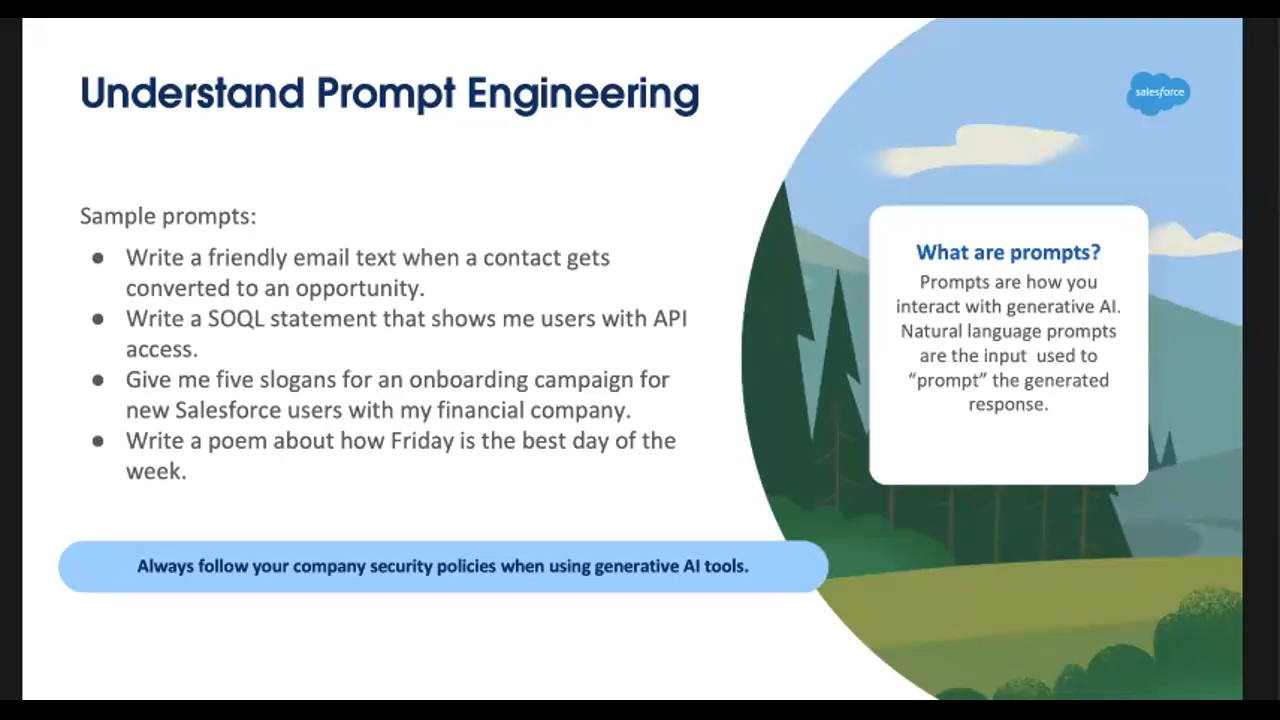 Understand Prompt Engineering
salesforce
Sample prompts:
● Write a friendly email text when a contact gets
converted to an opportunity.
● Write a SOQL statement that shows me users with API
access.
● Give me five slogans for an onboarding campaign for
new Salesforce users with my financial company.
● Write a poem about how Friday is the best day of the
week.
What are prompts?
Prompts are how you
interact with generative AI.
Natural language prompts
are the input used to
“prompt” the generated
response.
Always follow your company security policies when using generative AI tools.